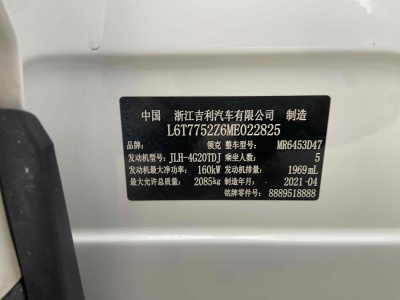 中国 浙江吉利汽车有限公司 制造
L6T7752Z6ME022825
品牌: 领克 整车型号: MR6453D47
发动机型号: JLH-4G20TDJ 乘坐人数: 5
发动机最大净功率: 160kW 发动机排量: 1969mL
最大允许总质量: 2085kg 制造年月: 2021-04
铭牌零件号: 8889518888